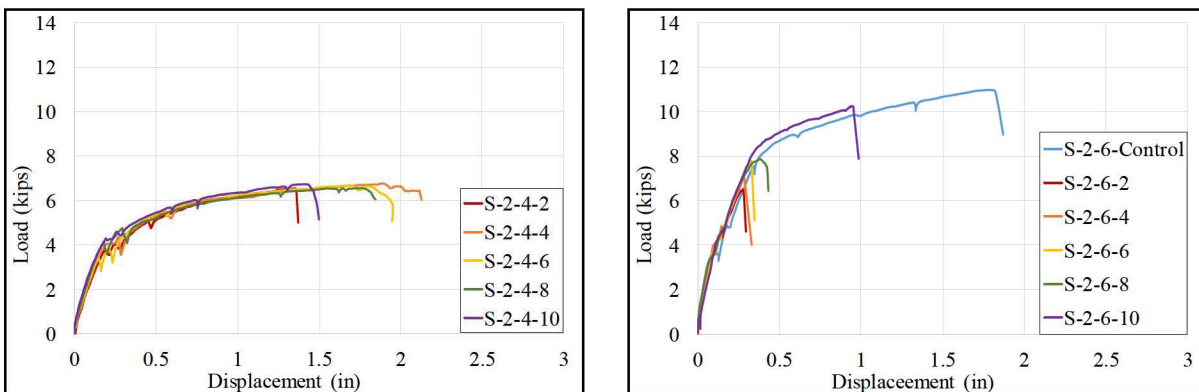 14
12
10
8
6
4
2
0
Load (kips)
0
0.5
1
1.5
2
2.5
3
Displacement (in)
S-2-4-2
S-2-4-4
S-2-4-6
S-2-4-8
S-2-4-10
14
12
10
8
6
4
2
0
Load (kips)
0
0.5
1
1.5
2
2.5
3
Displaceement (in)
S-2-6-Control
S-2-6-2
S-2-6-4
S-2-6-6
S-2-6-8
S-2-6-10